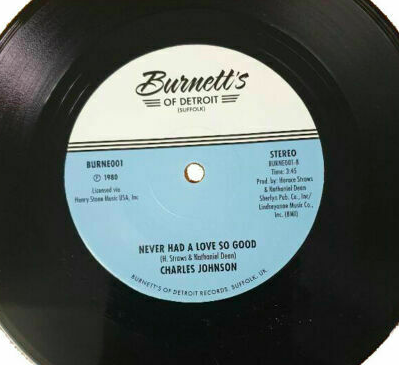 Burnett's
OF DETROIT
(SUFFOLK)
BURNE001
℗ 1980
Licensed via
Henry Stone Music USA, Inc
STEREO
BURNE001-B
Time: 3:45
Prod. by: Horace Straws
& Nathaniel Dean
Sherlyn Pub. Co., Inc/
Lindseyanne Music Co.,
Inc. (BMI)
NEVER HAD A LOVE SO GOOD
(H. Straws & Nathaniel Dean)
CHARLES JOHNSON
BURNETT'S OF DETROIT RECORDS, SUFFOLK, UK.